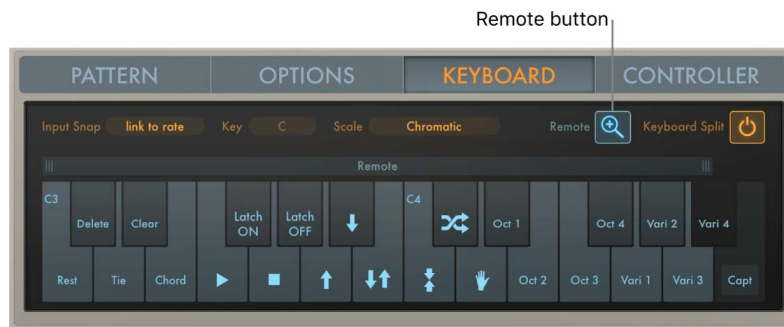 Remote button
PATTERN OPTIONS KEYBOARD CONTROLLER
Input Snap link to rate Key C Scale Chromatic Remote Keyboard Split
Remote
C3 C4
Delete Clear Latch ON Latch OFF Oct 1 Oct 4 Vari 2 Vari 4
Rest Tie Chord Oct 2 Oct 3 Vari 1 Vari 3 Capt